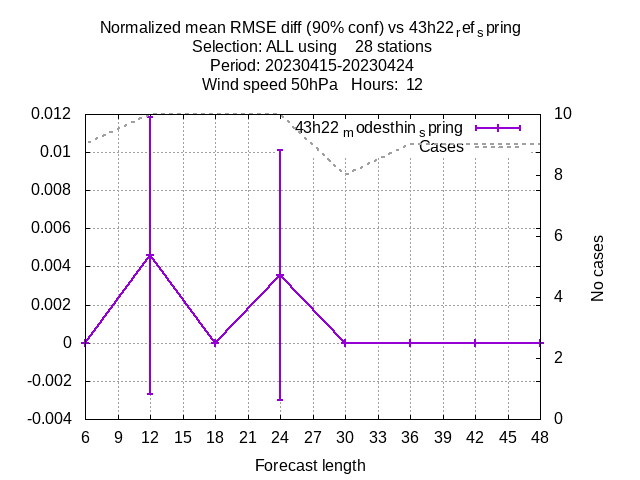 Normalized mean RMSE diff (90% conf) vs 43h22refspring
Selection: ALL using 28 stations
Period: 20230415-20230424
Wind speed 50hPa Hours: 12
0.012
0.01
0.008
0.006
0.004
0.002
0
-0.002
-0.004
10
8
6
4
2
0
43h22modesthinspring
Cases
No cases
6 9 12 15 18 21 24 27 30 33 36 39 42 45 48
Forecast length